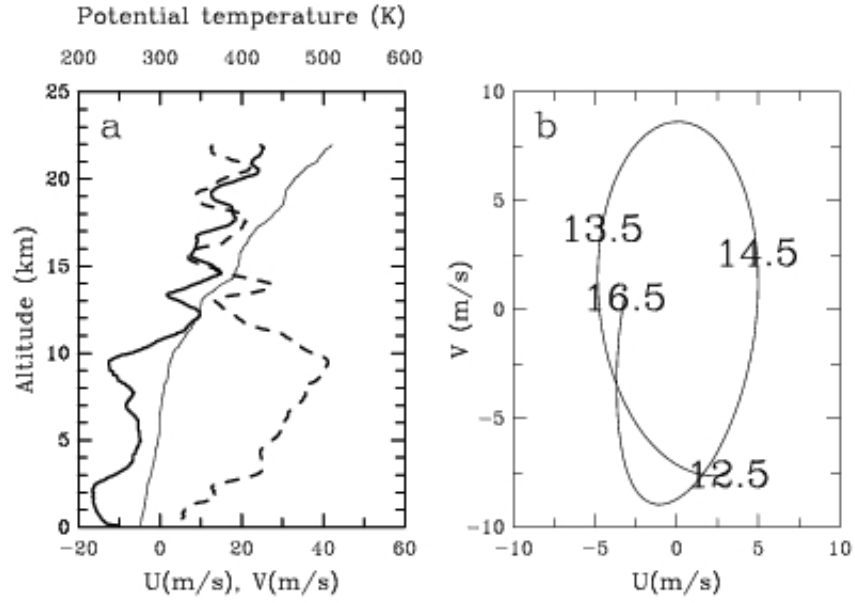 Potential temperature (K)
200 300 400 500 600
a
25
20
15
10
5
0
Altitude (km)
−20 0 20 40 60
U(m/s), V(m/s)
b
10
5
0
−5
−10
V (m/s)
13.5
14.5
16.5
12.5
−10 −5 0 5 10
U(m/s)